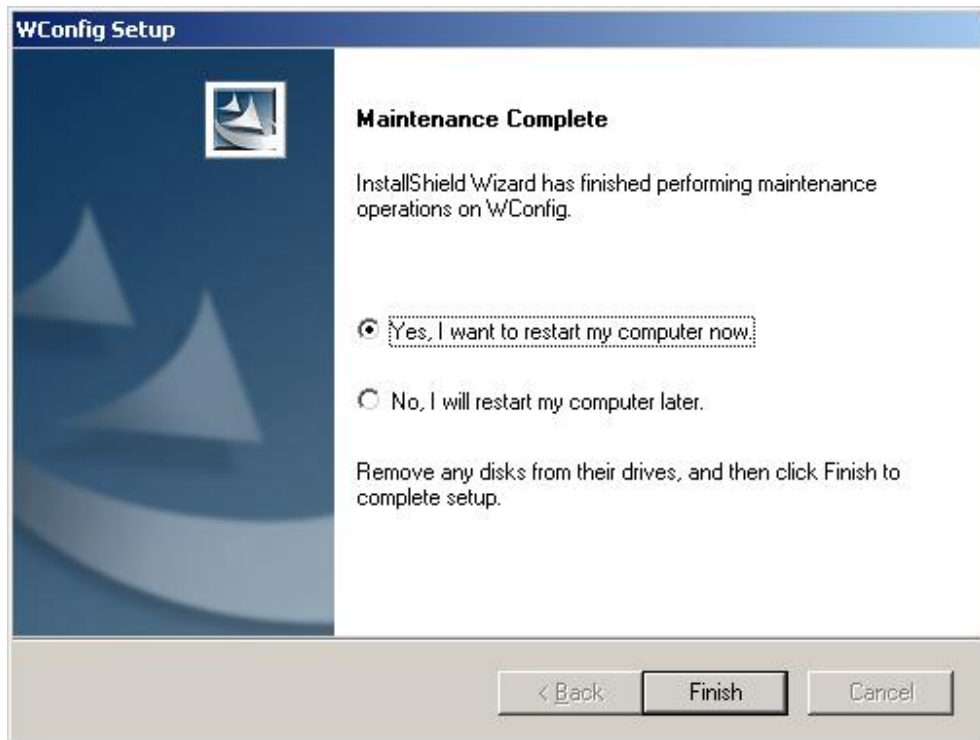 WConfig Setup
Maintenance Complete
InstallShield Wizard has finished performing maintenance
operations on WConfig.
Yes, I want to restart my computer now.
No, I will restart my computer later.
Remove any disks from their drives, and then click Finish to
complete setup.
< Back
Finish
Cancel